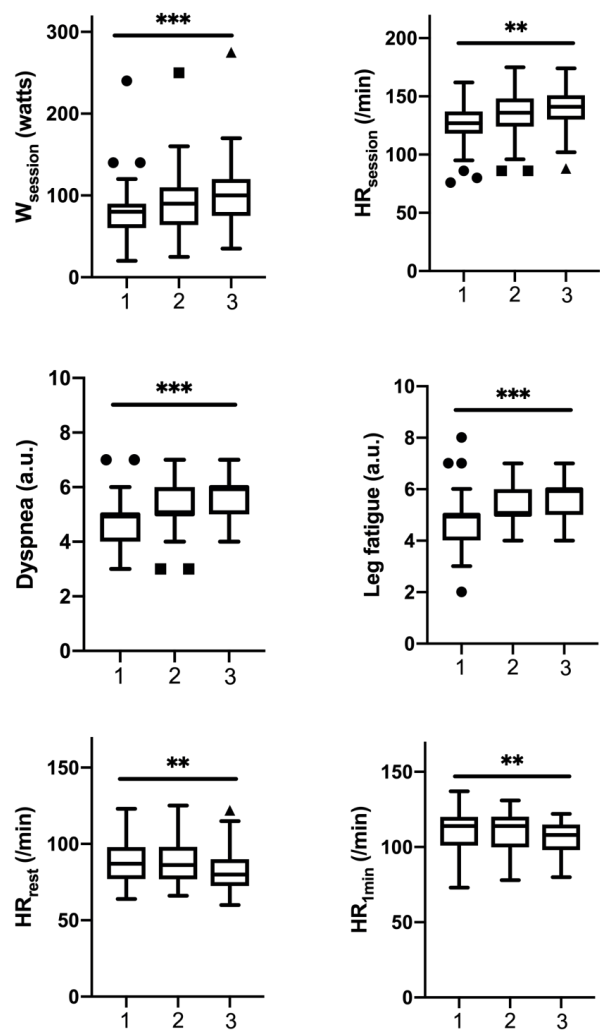 ***
300
200
100
0
W_session (watts)
1 2 3
**
200
150
100
50
0
HR_session (/min)
1 2 3
***
10
8
6
4
2
0
Dyspnea (a.u.)
1 2 3
***
10
8
6
4
2
0
Leg fatigue (a.u.)
1 2 3
**
150
100
50
0
HR_rest (/min)
1 2 3
**
150
100
50
0
HR_1min (/min)
1 2 3